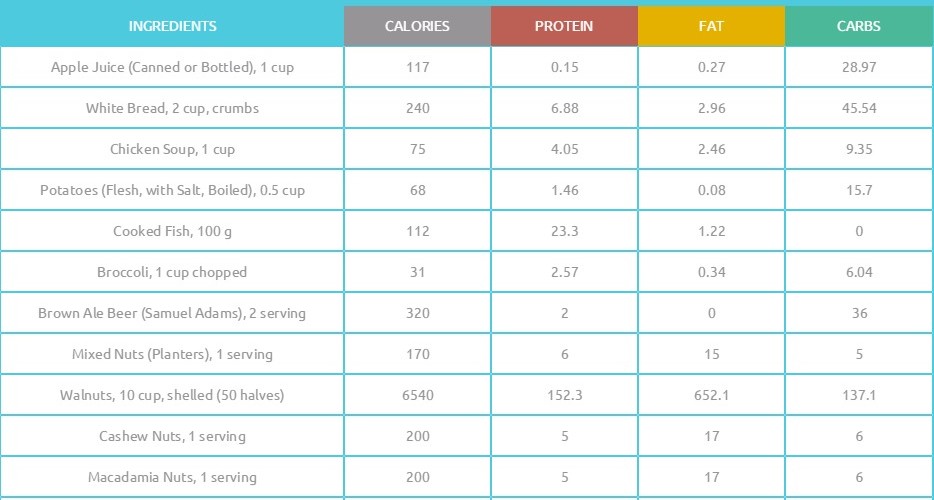 INGREDIENTS CALORIES PROTEIN FAT CARBS
Apple Juice (Canned or Bottled), 1 cup 117 0.15 0.27 28.97
White Bread, 2 cup, crumbs 240 6.88 2.96 45.54
Chicken Soup, 1 cup 75 4.05 2.46 9.35
Potatoes (Flesh, with Salt, Boiled), 0.5 cup 68 1.46 0.08 15.7
Cooked Fish, 100 g 112 23.3 1.22 0
Broccoli, 1 cup chopped 31 2.57 0.34 6.04
Brown Ale Beer (Samuel Adams), 2 serving 320 2 0 36
Mixed Nuts (Planters), 1 serving 170 6 15 5
Walnuts, 10 cup, shelled (50 halves) 6540 152.3 652.1 137.1
Cashew Nuts, 1 serving 200 5 17 6
Macadamia Nuts, 1 serving 200 5 17 6